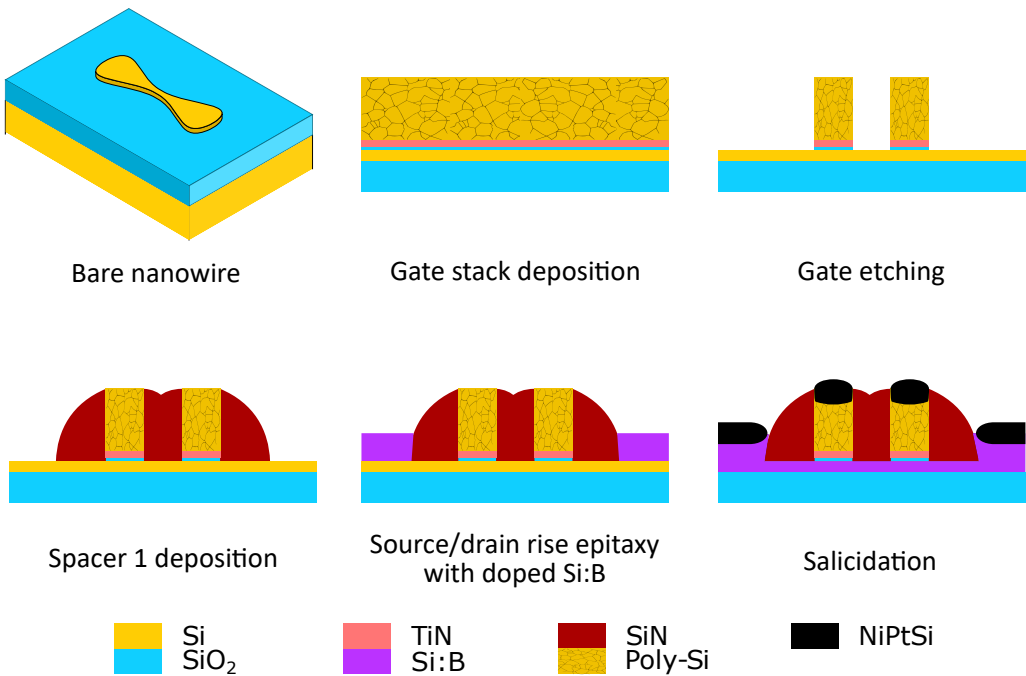 Bare nanowire
Gate stack deposition
Gate etching
Spacer 1 deposition
Source/drain rise epitaxy
with doped Si:B
Salicidation
Si
SiO₂
TiN
Si:B
SiN
Poly-Si
NiPtSi